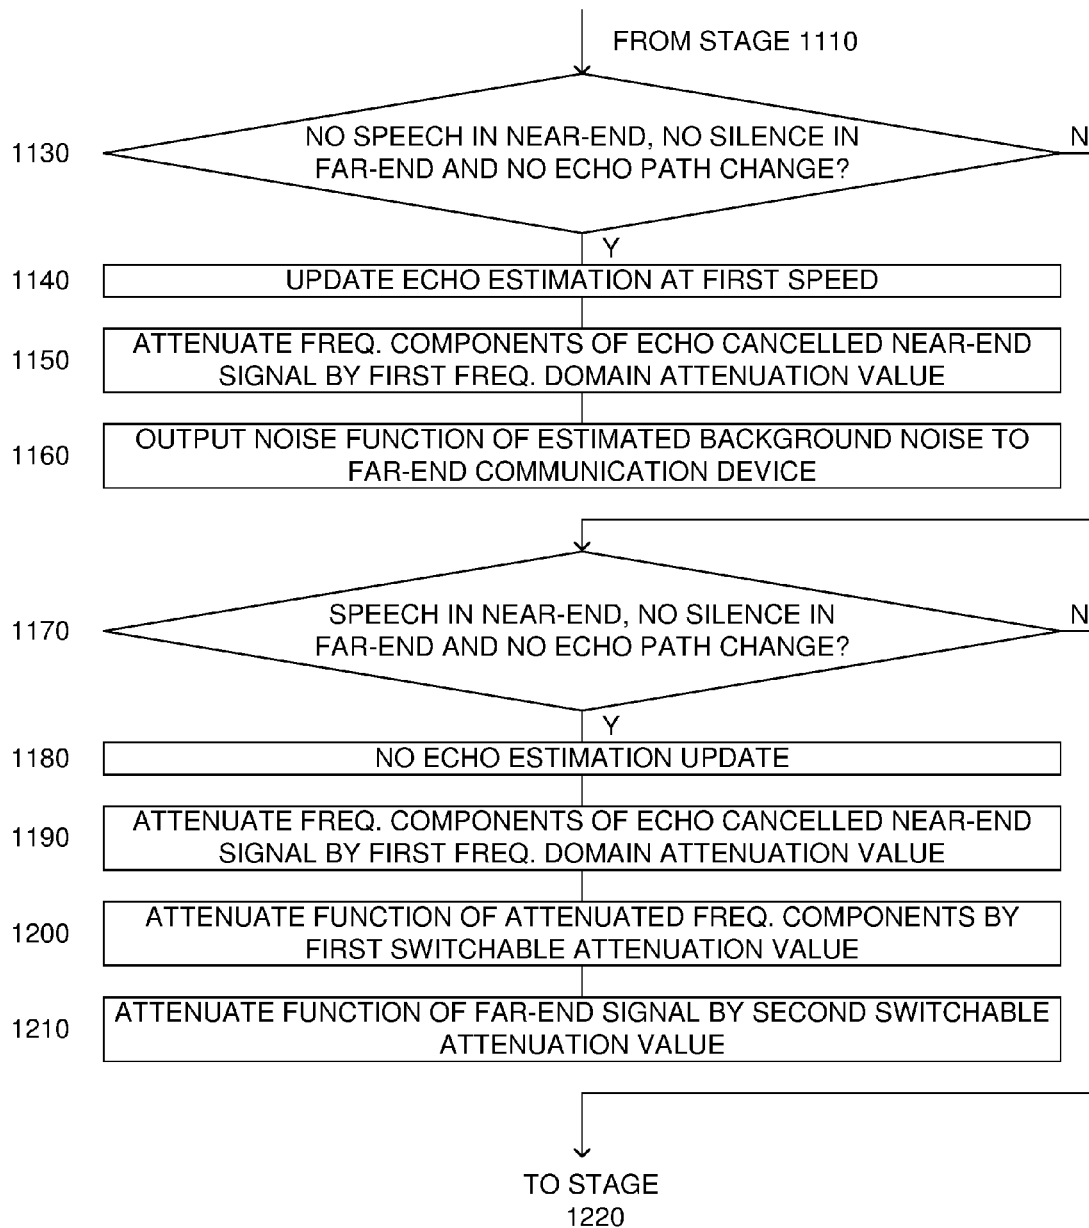 FROM STAGE 1110
1130
NO SPEECH IN NEAR-END, NO SILENCE IN
FAR-END AND NO ECHO PATH CHANGE?
N
Y
1140
UPDATE ECHO ESTIMATION AT FIRST SPEED
1150
ATTENUATE FREQ. COMPONENTS OF ECHO CANCELLED NEAR-END
SIGNAL BY FIRST FREQ. DOMAIN ATTENUATION VALUE
1160
OUTPUT NOISE FUNCTION OF ESTIMATED BACKGROUND NOISE TO
FAR-END COMMUNICATION DEVICE
1170
SPEECH IN NEAR-END, NO SILENCE IN
FAR-END AND NO ECHO PATH CHANGE?
N
Y
1180
NO ECHO ESTIMATION UPDATE
1190
ATTENUATE FREQ. COMPONENTS OF ECHO CANCELLED NEAR-END
SIGNAL BY FIRST FREQ. DOMAIN ATTENUATION VALUE
1200
ATTENUATE FUNCTION OF ATTENUATED FREQ. COMPONENTS BY
FIRST SWITCHABLE ATTENUATION VALUE
1210
ATTENUATE FUNCTION OF FAR-END SIGNAL BY SECOND SWITCHABLE
ATTENUATION VALUE
TO STAGE
1220